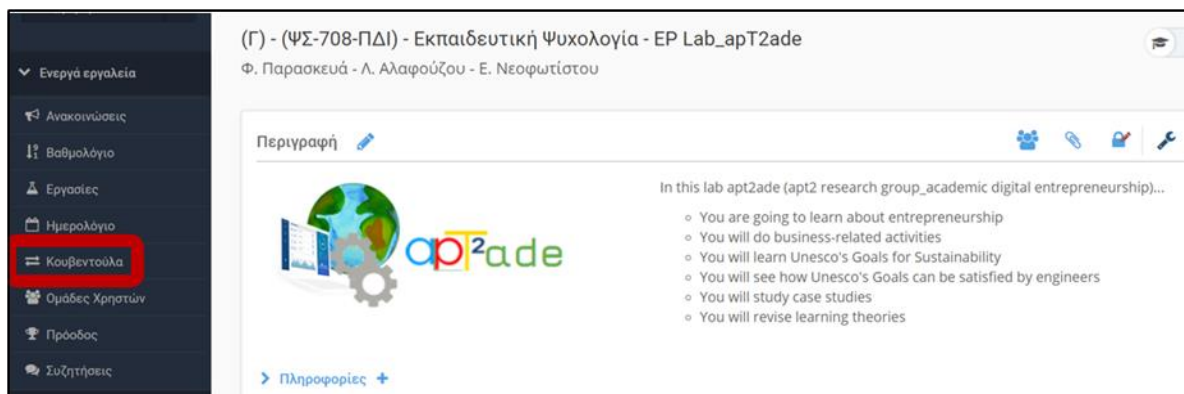 (Γ) - (ΨΣ-708-ΠΔΙ) - Εκπαιδευτική Ψυχολογία - EP Lab_apT2ade
Φ. Παρασκευά - Λ. Αλαφούζου - Ε. Νεοφωτίστου
Ενεργά εργαλεία
Ανακοινώσεις
Βαθμολόγιο
Εργασίες
Ημερολόγιο
Κουβεντούλα
Ομάδες Χρηστών
Πρόοδος
Συζητήσεις
Περιγραφή
apT²ade
In this lab apt2ade (apt2 research group_academic digital entrepreneurship)...
You are going to learn about entrepreneurship
You will do business-related activities
You will learn Unesco's Goals for Sustainability
You will see how Unesco's Goals can be satisfied by engineers
You will study case studies
You will revise learning theories
Πληροφορίες +